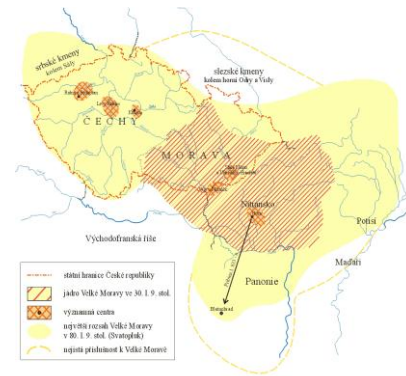 srbské kmeny
kolem Sály
slezské kmeny
kolem horní Odry a Visly
ČECHY
MORAVA
Nitransko
Nitra
Potisí
Maďaři
Východofranská říše
Panonie
Blatnohrad
státní hranice České republiky
jádro Velké Moravy ve 30. l. 9. stol.
významná centra
největší rozsah Velké Moravy
v 80. l. 9. stol. (Svatopluk)
nejistá příslušnost k Velké Moravě